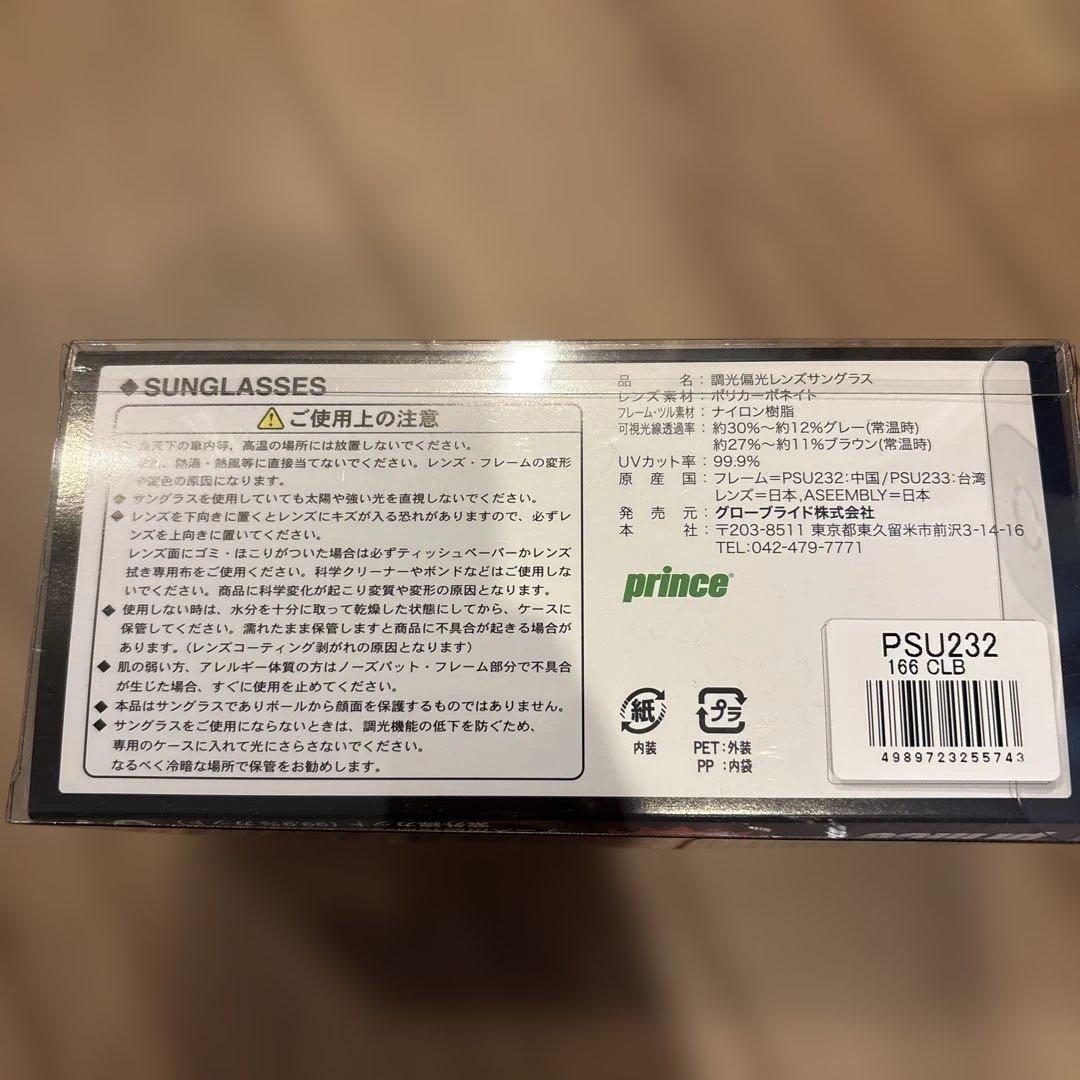 ◆SUNGLASSES
⚠ご使用上の注意
天下の車内等、高温の場所には放置しないでください。
熱湯・熱風等に直接当てないでください。レンズ・フレームの変形
や変色の原因になります。
◆サングラスを使用していても太陽や強い光を直視しないでください。
◆レンズを下向きに置くとレンズにキズが入る恐れがありますので、必ずレ
ンズを上向きに置いてください。
レンズ面にゴミ・ほこりがついた場合は必ずティッシュペーパーかレンズ
拭き専用布をご使用ください。科学クリーナーやボンドなどはご使用しな
いでください。商品に科学変化が起こり変質や変形の原因となります。
◆使用しない時は、水分を十分に取って乾燥した状態にしてから、ケースに
保管してください。濡れたまま保管しますと商品に不具合が起きる場合が
あります。(レンズコーティング剥がれの原因となります)
◆肌の弱い方、アレルギー体質の方はノーズパット・フレーム部分で不具合
が生じた場合、すぐに使用を止めてください。
◆本品はサングラスでありボールから顔面を保護するものではありません。
◆サングラスをご使用にならないときは、調光機能の低下を防ぐため、
専用のケースに入れて光にさらさないでください。
なるべく冷暗な場所で保管をお勧めします。
品名:調光偏光レンズサングラス
レンズ素材:ポリカーボネイト
フレーム・ツル素材:ナイロン樹脂
可視光線透過率:約30%～約12%グレー(常温時)
約27%～約11%ブラウン(常温時)
UVカット率:99.9%
原産国:フレーム=PSU232:中国/PSU233:台湾
レンズ=日本,ASEEMBLY=日本
発売元:グローブライド株式会社
本社:〒203-8511 東京都東久留米市前沢3-14-16
TEL:042-479-7771
prince®
紙
内装
プラ
PET:外装
PP:内袋
PSU232
166 CLB
4989723255743